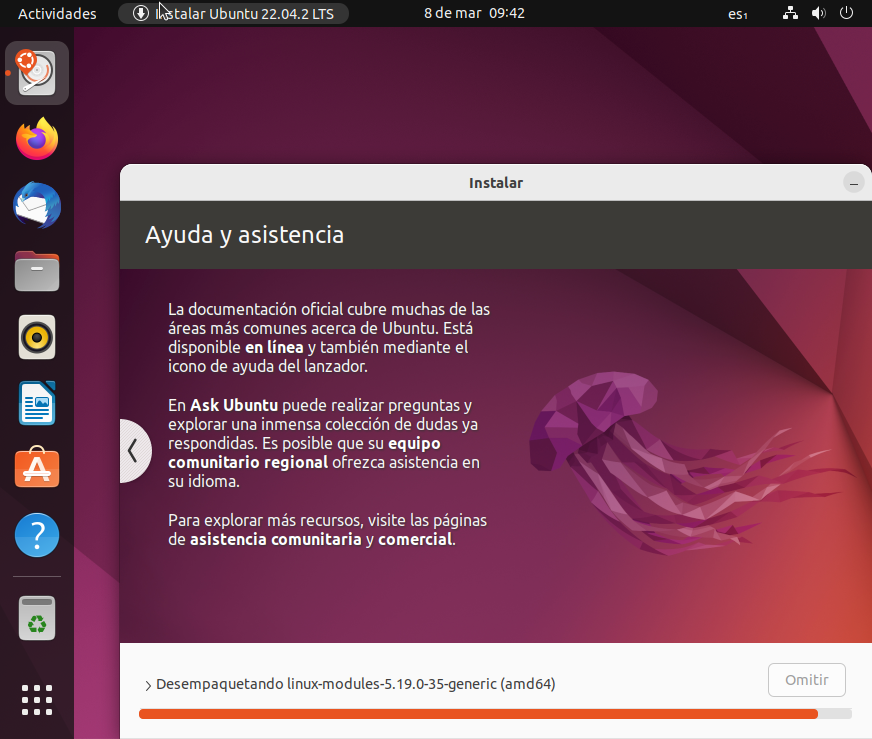 Actividades
Instalar Ubuntu 22.04.2 LTS
8 de mar 09:42
es₁
Instalar
Ayuda y asistencia
La documentación oficial cubre muchas de las
áreas más comunes acerca de Ubuntu. Está
disponible en línea y también mediante el
icono de ayuda del lanzador.
En Ask Ubuntu puede realizar preguntas y
explorar una inmensa colección de dudas ya
respondidas. Es posible que su equipo
comunitario regional ofrezca asistencia en
su idioma.
Para explorar más recursos, visite las páginas
de asistencia comunitaria y comercial.
Desempaquetando linux-modules-5.19.0-35-generic (amd64)
Omitir